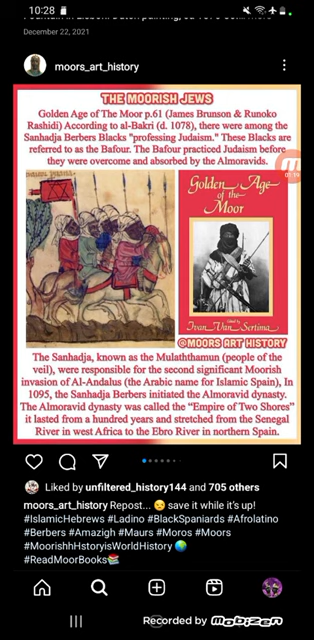 10:28
December 22, 2021
moors_art_history
THE MOORISH JEWS
Golden Age of The Moor p.61 (James Brunson & Runoko
Rashidi) According to al-Bakri (d. 1078), there were among the
Sanhadja Berbers Blacks "professing Judaism." These Blacks are
referred to as the Bafour. The Bafour practiced Judaism before
they were overcome and absorbed by the Almoravids.
Golden Age
of the
Moor
edited by
Ivan Van Sertima
@MOORS ART HISTORY
The Sanhadja, known as the Mulaththamun (people of the
veil), were responsible for the second significant Moorish
invasion of Al-Andalus (the Arabic name for Islamic Spain), In
1095, the Sanhadja Berbers initiated the Almoravid dynasty.
The Almoravid dynasty was called the “Empire of Two Shores”
it lasted from a hundred years and stretched from the Senegal
River in west Africa to the Ebro River in northern Spain.
Liked by unfiltered_history144 and 705 others
moors_art_history Repost... 😒 save it while it's up!
#IslamicHebrews #Ladino #BlackSpaniards #Afrolatino
#Berbers #Amazigh #Maurs #Moros #Moors
#MoorishhHstoryisWorldHistory 🌍
#ReadMoorBooks📚
Recorded by mobizen